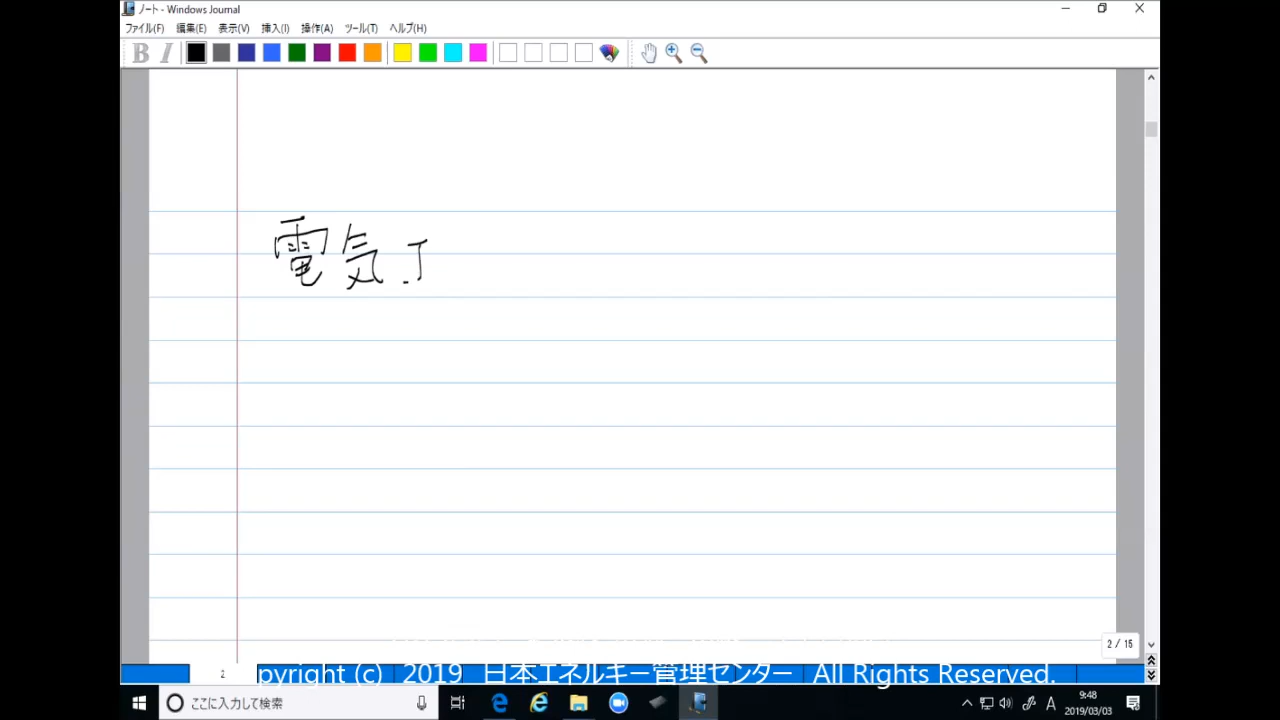 ノート - Windows Journal
ファイル(F) 編集(E) 表示(V) 挿入(I) 操作(A) ツール(T) ヘルプ(H)
B I
電気
2 / 15
2
pyright (c) 2019 日本エネルギー管理センター All Rights Reserved.
ここに入力して検索
A
9:48
2019/03/03